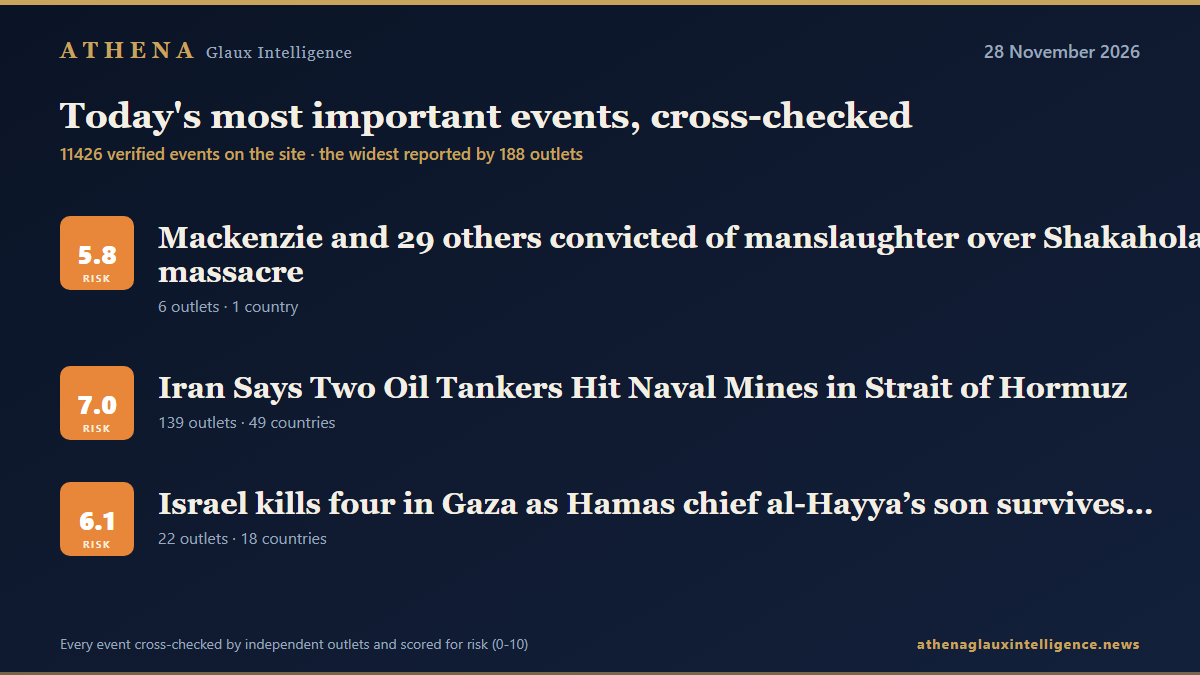 ATHENA Glaux Intelligence
28 November 2026
Today's most important events, cross-checked
11426 verified events on the site · the widest reported by 188 outlets
5.8
RISK
Mackenzie and 29 others convicted of manslaughter over Shakahola
massacre
6 outlets · 1 country
7.0
RISK
Iran Says Two Oil Tankers Hit Naval Mines in Strait of Hormuz
139 outlets · 49 countries
6.1
RISK
Israel kills four in Gaza as Hamas chief al-Hayya’s son survives…
22 outlets · 18 countries
Every event cross-checked by independent outlets and scored for risk (0-10)
athenaglauxintelligence.news